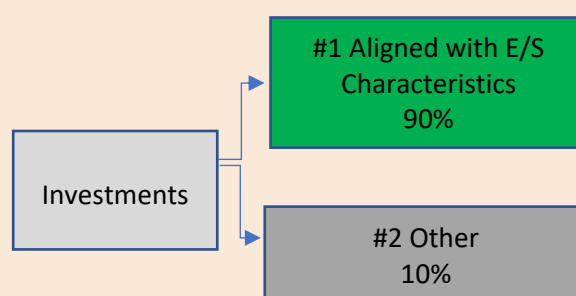 #1 Aligned with E/S
Characteristics
90%
Investments
#2 Other
10%